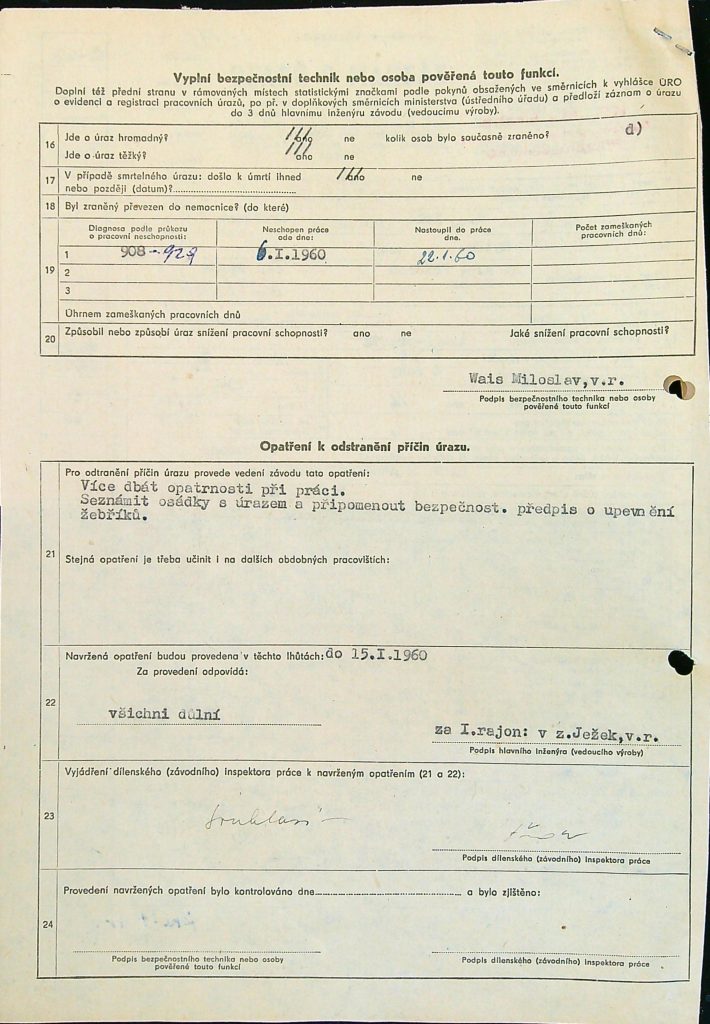 Vyplní bezpečnostní technik nebo osoba pověřená touto funkcí.
Doplní též přední stranu v rámovaných místech statistickými značkami podle pokynů obsažených ve směrnicích k vyhlášce ÚRO
o evidenci a registraci pracovních úrazů, po př. v doplňkových směrnicích ministerstva (ústředního úřadu) a předloží záznam o úrazu
do 3 dnů hlavnímu inženýru závodu (vedoucímu výroby).
16 Jde o úraz hromadný? ano ne kolik osob bylo současně zraněno? d)
Jde o úraz těžký? ano ne
17 V případě smrtelného úrazu: došlo k úmrtí ihned ano ne
nebo později (datum)?
18 Byl zraněný převezen do nemocnice? (do které)
19
Diagnosa podle průkazu o pracovní neschopnosti: Neschopen práce ode dne: Nastoupil do práce dne. Počet zameškaných pracovních dnů:
1 908-929 6.I.1960 22.1.60
2
3
Úhrnem zameškaných pracovních dnů
20 Způsobil nebo způsobí úraz snížení pracovní schopnosti? ano ne Jaké snížení pracovní schopnosti?
Wais Miloslav,v.r.
Podpis bezpečnostního technika nebo osoby
pověřené touto funkcí
Opatření k odstranění příčin úrazu.
21
Pro odtranění příčin úrazu provede vedení závodu tato opatření:
Více dbát opatrnosti při práci.
Seznámit osádky s úrazem a připomenout bezpečnost. předpis o upevnění
žebříků.
Stejná opatření je třeba učinit i na dalších obdobných pracovištích:
22
Navržená opatření budou provedena v těchto lhůtách: do 15.I.1960
Za provedení odpovídá:
všichni důlní
za I.rajon: v z.Ježek,v.r.
Podpis hlavního inženýra (vedoucího výroby)
23
Vyjádření dílenského (závodního) inspektora práce k navrženým opatřením (21 a 22):
Souhlasí
Podpis dílenského (závodního) inspektora práce
24
Provedení navržených opatření bylo kontrolováno dne a bylo zjištěno:
Podpis bezpečnostního technika nebo osoby
pověřené touto funkcí
Podpis dílenského (závodního) inspektora práce